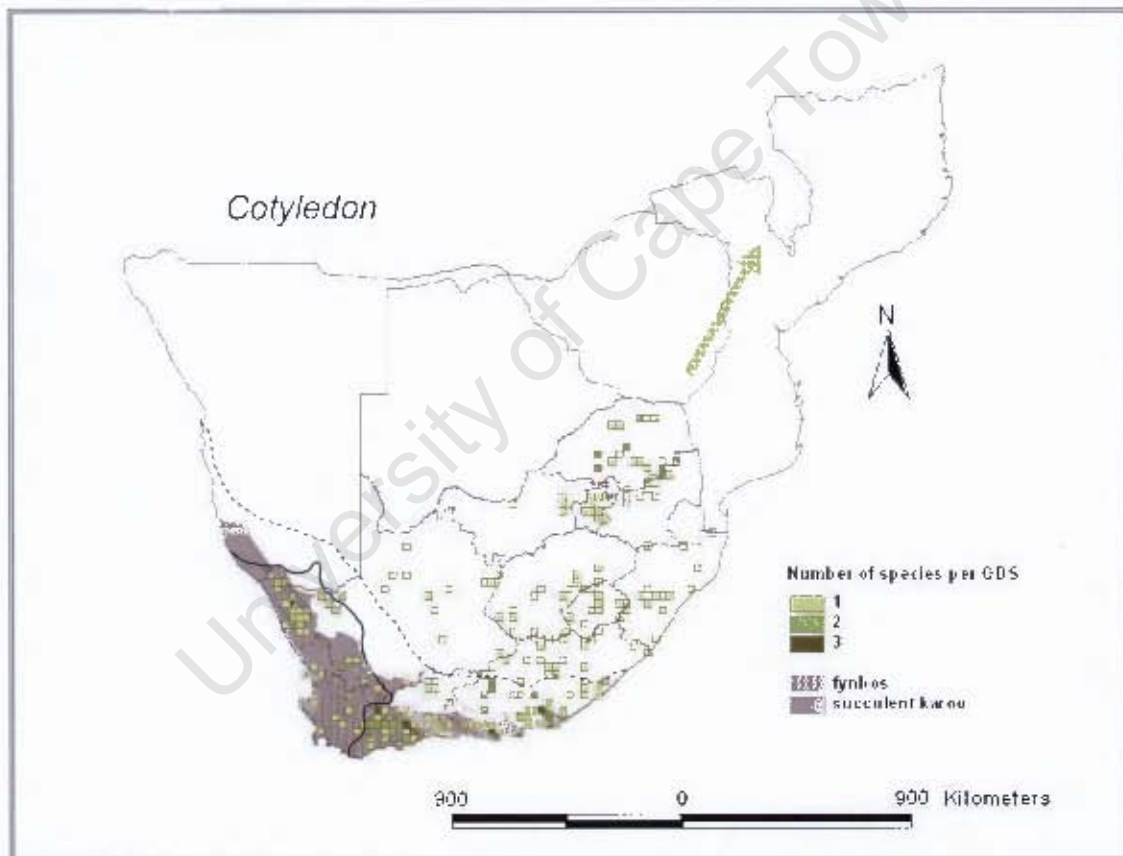 University of Cape Tow
Cotyledon
N
Number of species per QDS
1
2
3
fynbos
succulent karoo
900 0 900 Kilometers